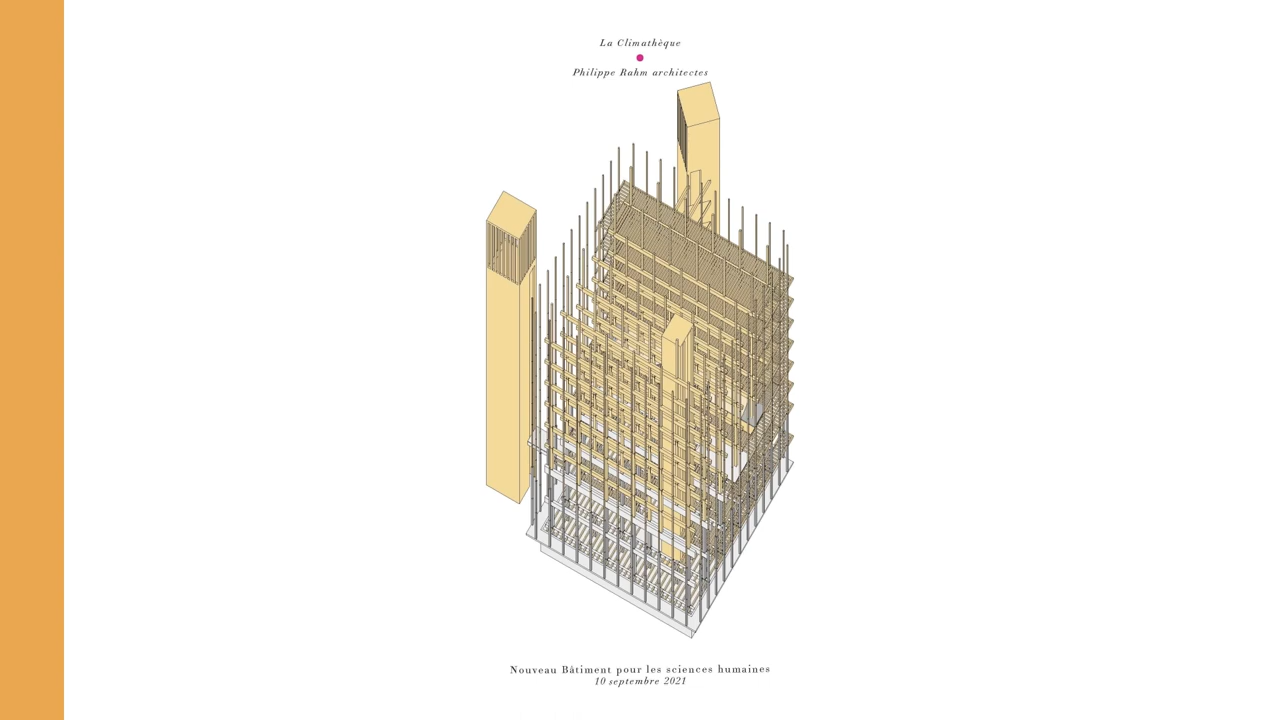 La Climathèque
Philippe Rahm architectes
Nouveau Bâtiment pour les sciences humaines
10 septembre 2021